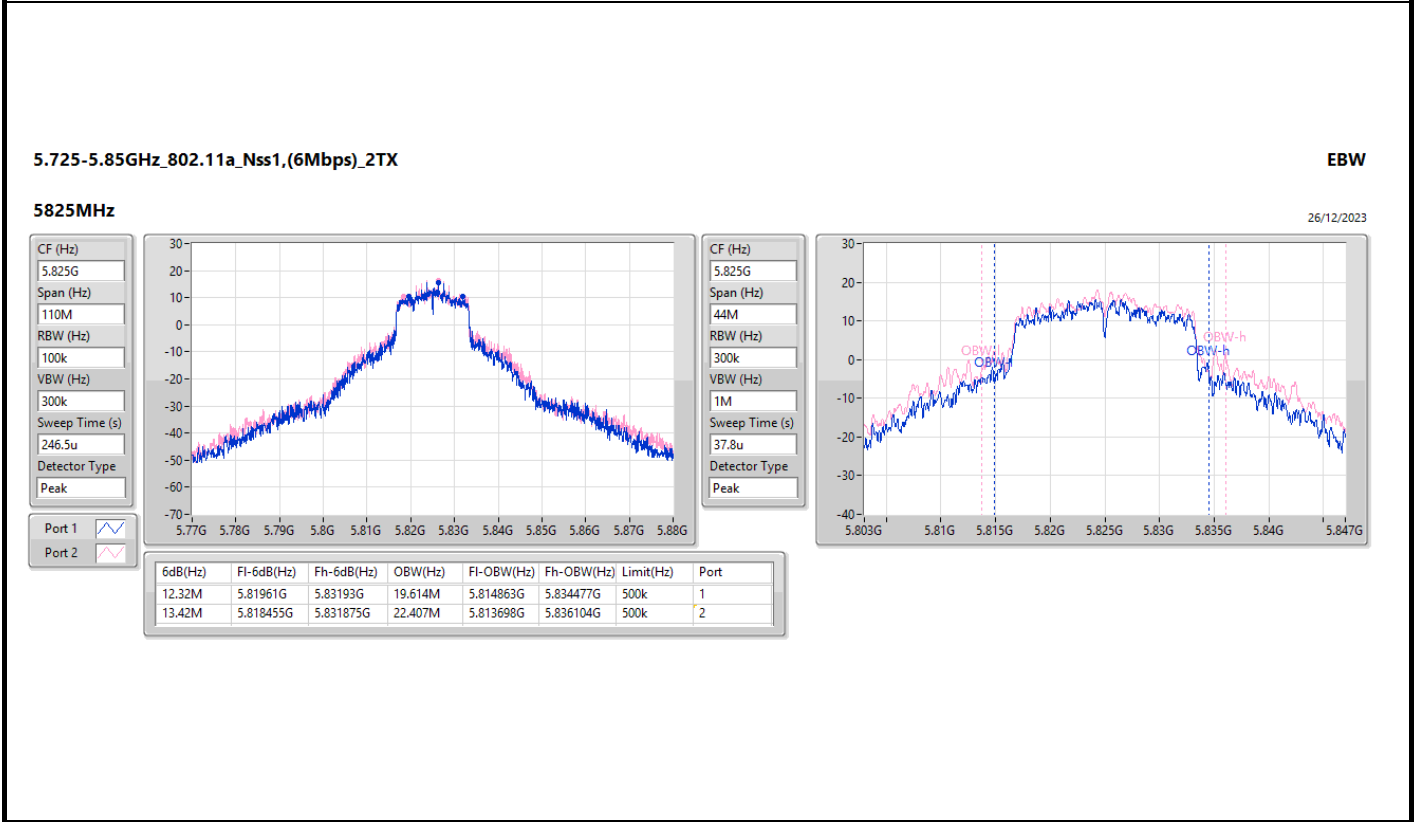 5.725-5.85GHz_802.11a_Nss1,(6Mbps)_2TX
EBW
5825MHz
26/12/2023
CF (Hz)
5.825G
Span (Hz)
110M
RBW (Hz)
100k
VBW (Hz)
300k
Sweep Time (s)
246.5u
Detector Type
Peak
Port 1
Port 2
30
20
10
0
-10
-20
-30
-40
-50
-60
-70
5.77G 5.78G 5.79G 5.8G 5.81G 5.82G 5.83G 5.84G 5.85G 5.86G 5.87G 5.88G
CF (Hz)
5.825G
Span (Hz)
44M
RBW (Hz)
300k
VBW (Hz)
1M
Sweep Time (s)
37.8u
Detector Type
Peak
30
20
10
0
-10
-20
-30
-40
OBW-h
OBW-h
5.803G 5.81G 5.815G 5.82G 5.825G 5.83G 5.835G 5.84G 5.847G
6dB(Hz) Fl-6dB(Hz) Fh-6dB(Hz) OBW(Hz) Fl-OBW(Hz) Fh-OBW(Hz) Limit(Hz) Port
12.32M 5.81961G 5.83193G 19.614M 5.814863G 5.834477G 500k 1
13.42M 5.818455G 5.831875G 22.407M 5.813698G 5.836104G 500k 2